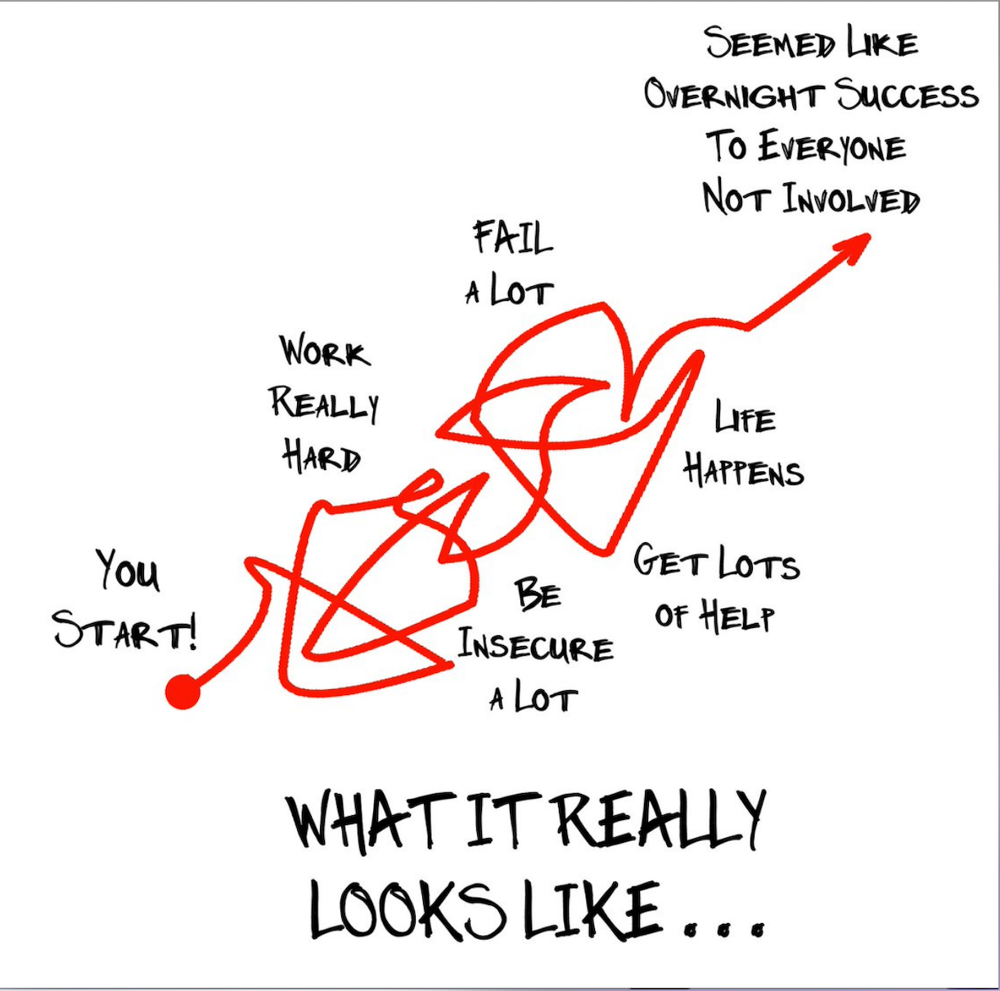 SEEMED LIKE
OVERNIGHT SUCCESS
TO EVERYONE
NOT INVOLVED
FAIL
A LOT
WORK
REALLY
HARD
LIFE
HAPPENS
YOU
START!
GET LOTS
OF HELP
BE
INSECURE
A LOT
WHAT IT REALLY
LOOKS LIKE...